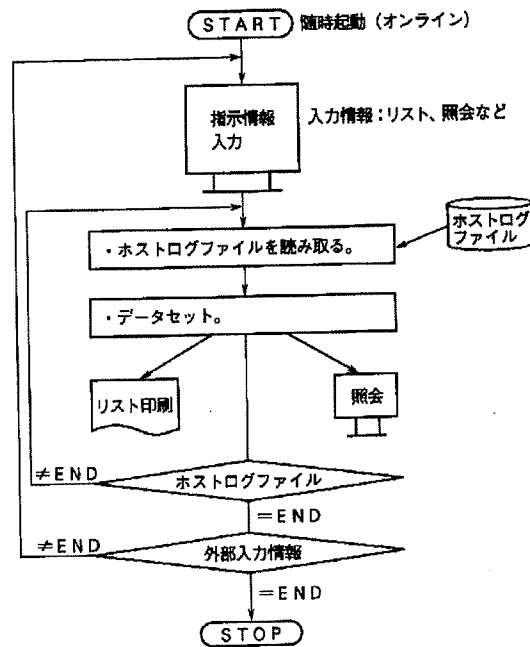 START 随時起動（オンライン）
指示情報
入力
入力情報：リスト、照会など
ホストログ
ファイル
・ホストログファイルを読み取る。
・データセット。
リスト印刷
照会
≠END
ホストログファイル
＝END
≠END
外部入力情報
＝END
STOP